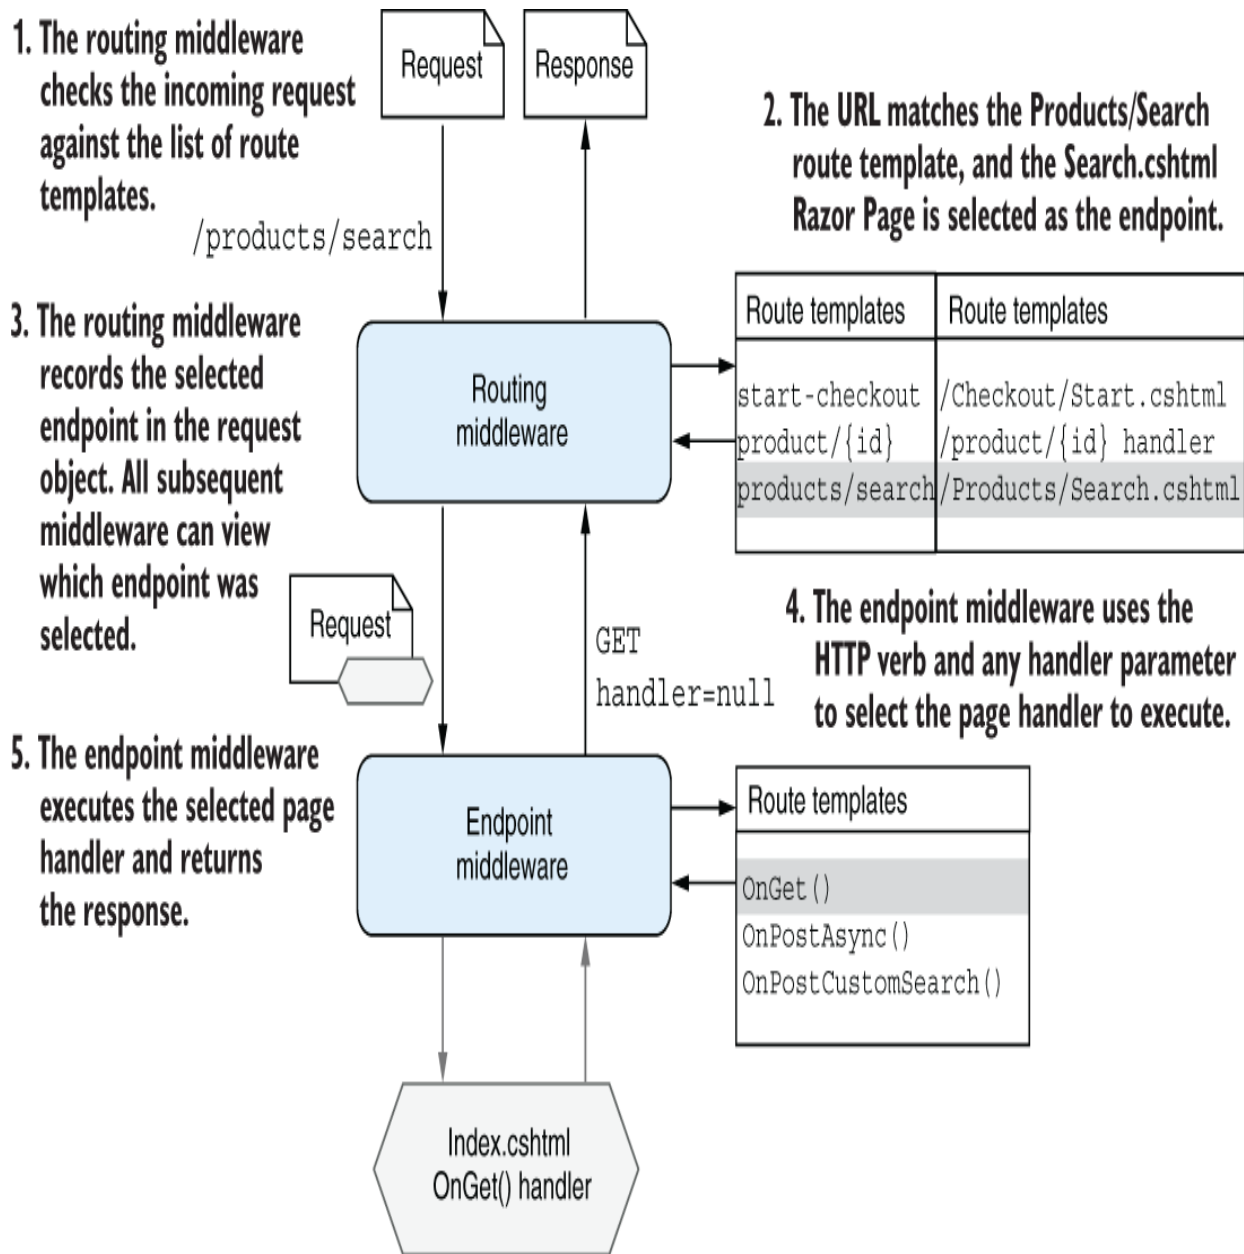 1. The routing middleware
checks the incoming request
against the list of route
templates.
Request
Response
/products/search
2. The URL matches the Products/Search
route template, and the Search.cshtml
Razor Page is selected as the endpoint.
3. The routing middleware
records the selected
endpoint in the request
object. All subsequent
middleware can view
which endpoint was
selected.
Routing
middleware
Route templates Route templates
start-checkout /Checkout/Start.cshtml
product/{id} /product/{id} handler
products/search /Products/Search.cshtml
Request
GET
handler=null
4. The endpoint middleware uses the
HTTP verb and any handler parameter
to select the page handler to execute.
5. The endpoint middleware
executes the selected page
handler and returns
the response.
Endpoint
middleware
Route templates
OnGet()
OnPostAsync()
OnPostCustomSearch()
Index.cshtml
OnGet() handler